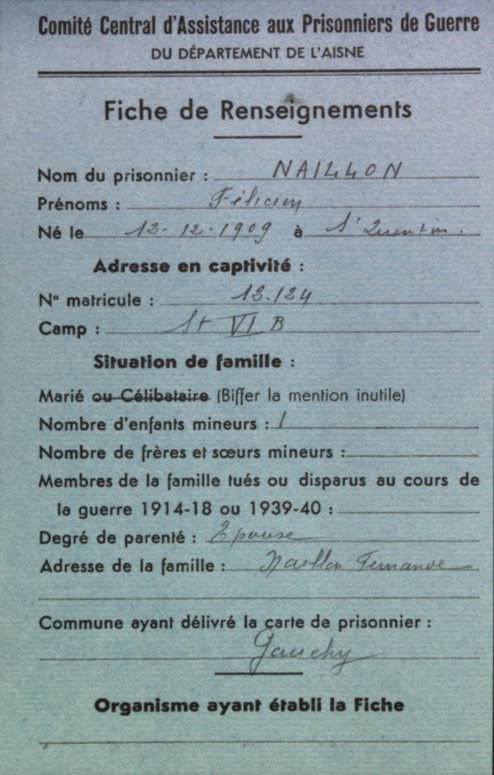 Comité Central d'Assistance aux Prisonniers de Guerre
DU DÉPARTEMENT DE L'AISNE
Fiche de Renseignements
Nom du prisonnier : NAILLON
Prénoms : Félicien
Né le 12-12-1909 à St Quentin.
Adresse en captivité :
N° matricule : 12.124
Camp : St VI B
Situation de famille :
Marié ou Célibataire (Biffer la mention inutile)
Nombre d'enfants mineurs : 1
Nombre de frères et sœurs mineurs :
Membres de la famille tués ou disparus au cours de
la guerre 1914-18 ou 1939-40 :
Degré de parenté : Epouse
Adresse de la famille : Naillon Fernande
Commune ayant délivré la carte de prisonnier :
Gauchy
Organisme ayant établi la Fiche